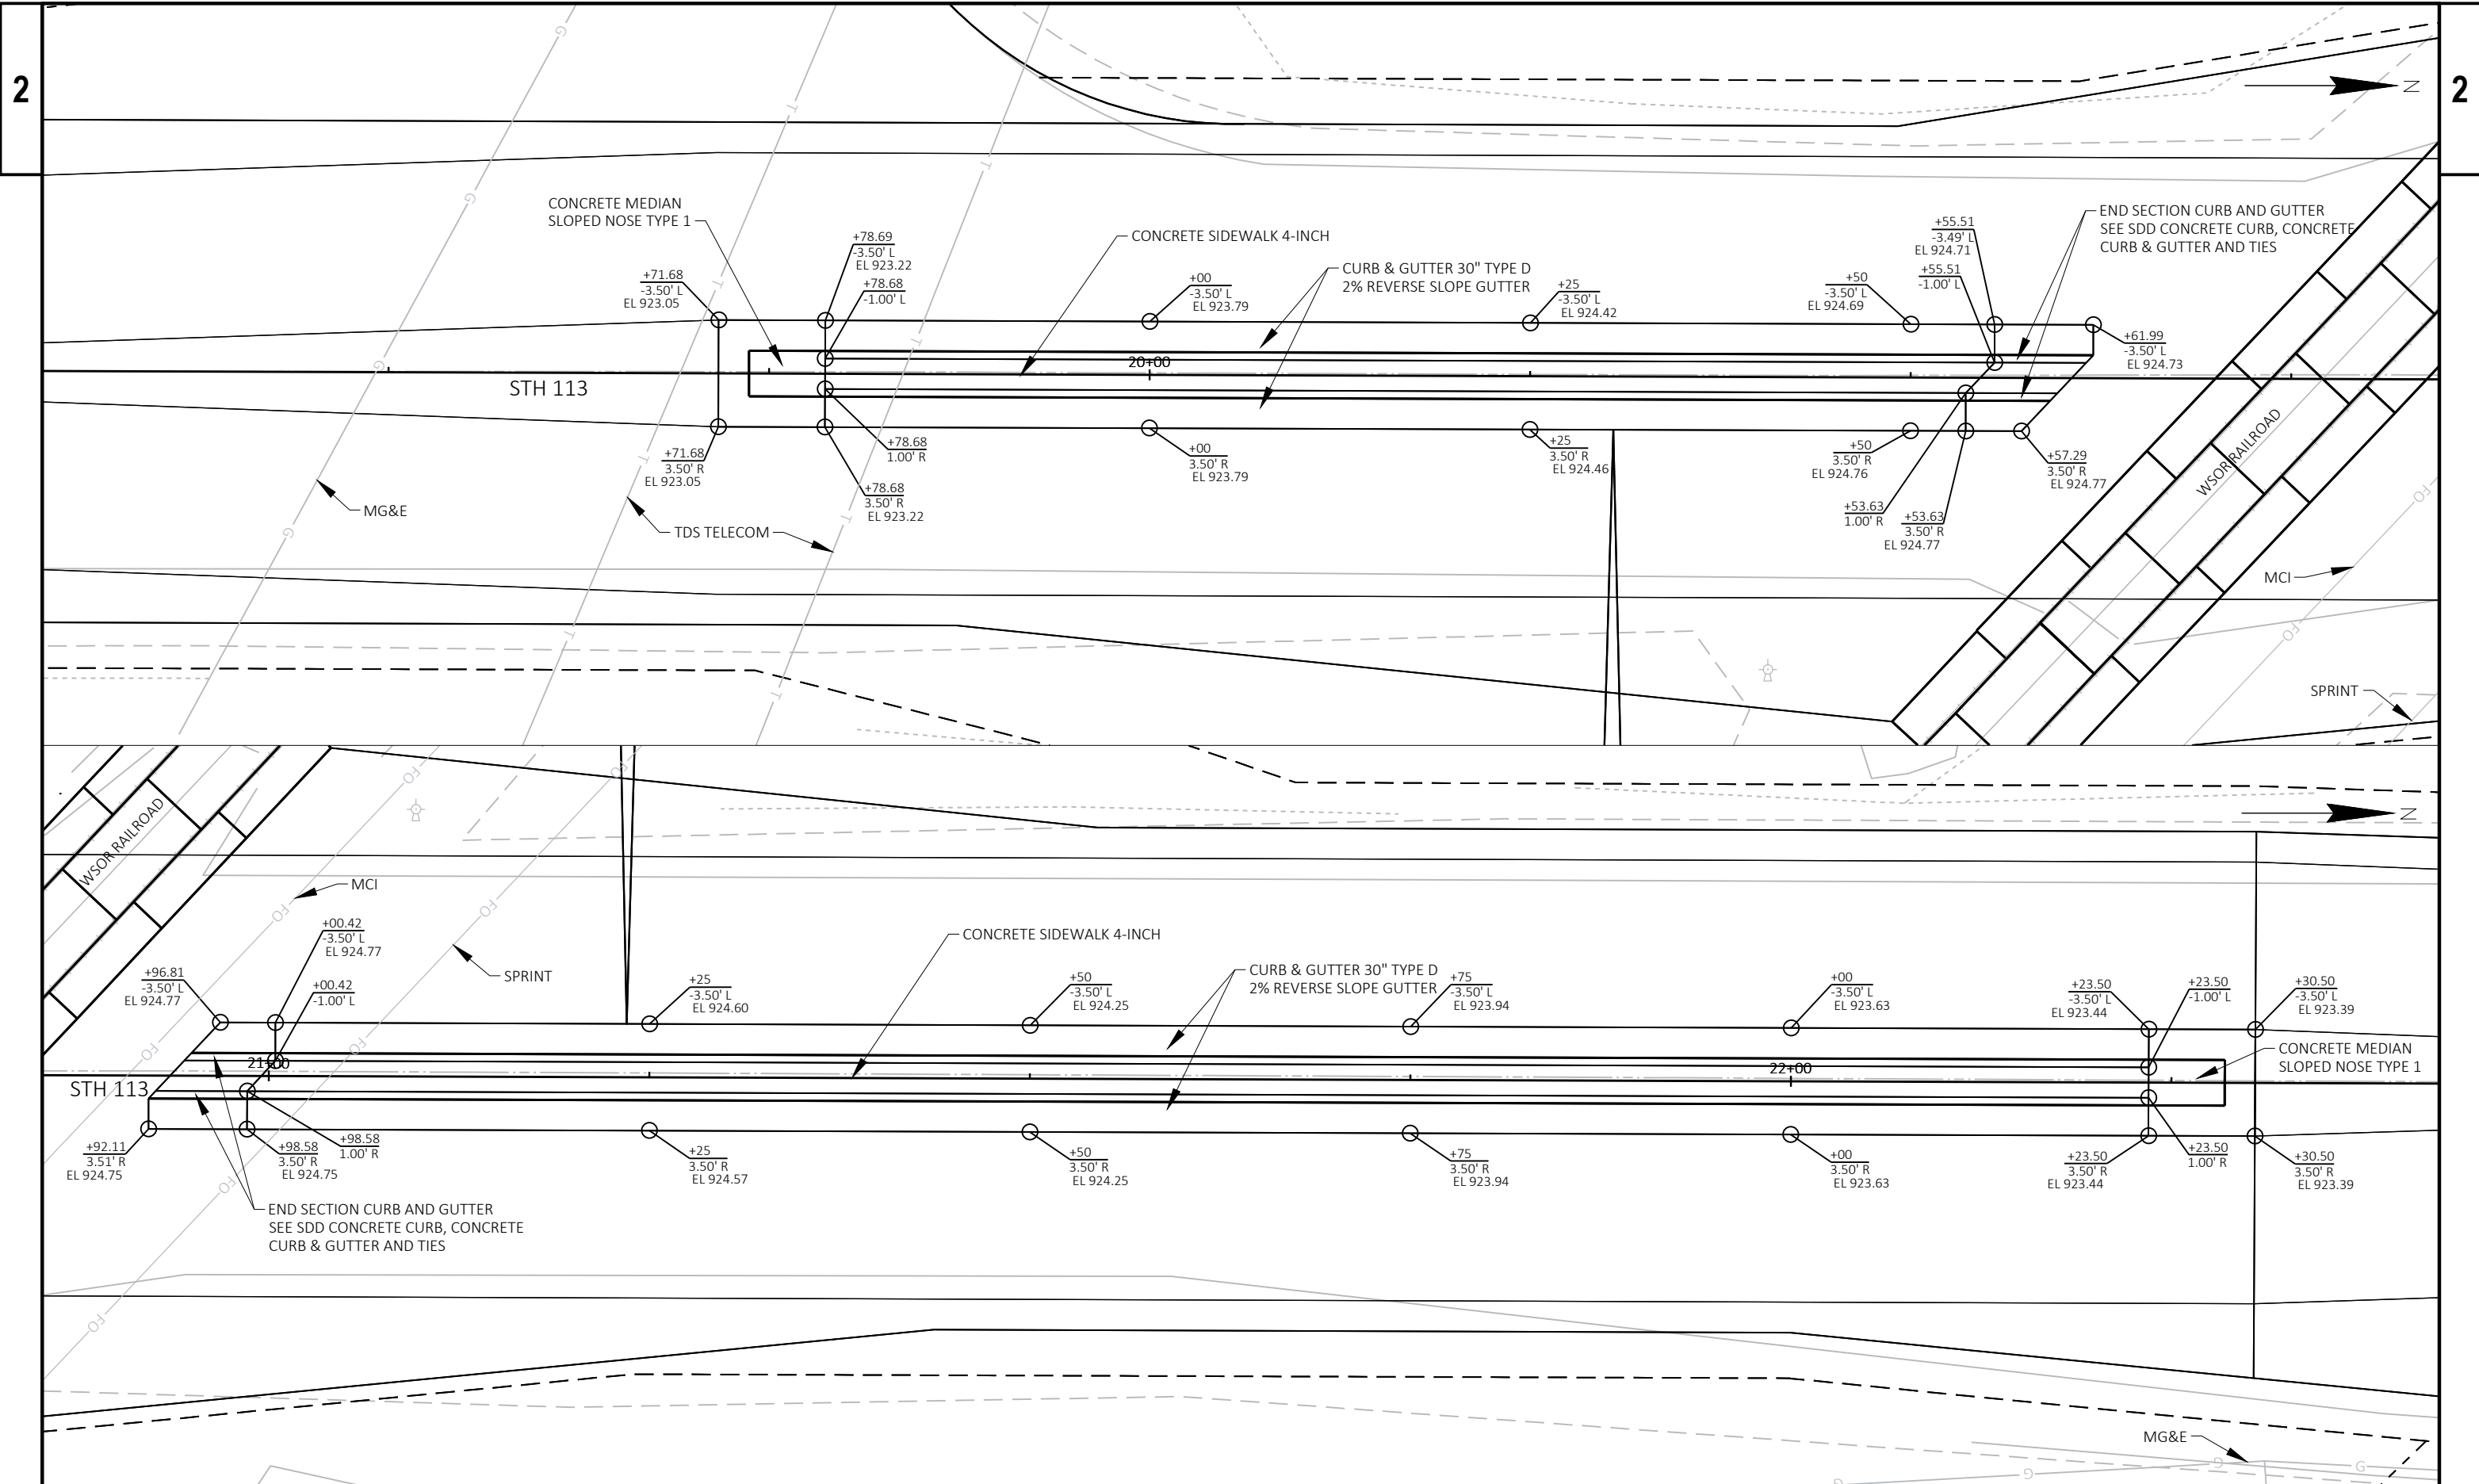 2
2
N
CONCRETE MEDIAN
SLOPED NOSE TYPE 1
+71.68
-3.50' L
EL 923.05
+78.69
-3.50' L
EL 923.22
+78.68
-1.00' L
CONCRETE SIDEWALK 4-INCH
+00
-3.50' L
EL 923.79
CURB & GUTTER 30" TYPE D
2% REVERSE SLOPE GUTTER
+25
-3.50' L
EL 924.42
+50
-3.50' L
EL 924.69
+55.51
-3.49' L
EL 924.71
+55.51
-1.00' L
END SECTION CURB AND GUTTER
SEE SDD CONCRETE CURB, CONCRETE
CURB & GUTTER AND TIES
+61.99
-3.50' L
EL 924.73
20+00
STH 113
+71.68
3.50' R
EL 923.05
+78.68
1.00' R
+78.68
3.50' R
EL 923.22
+00
3.50' R
EL 923.79
+25
3.50' R
EL 924.46
+50
3.50' R
EL 924.76
+53.63
1.00' R
+53.63
3.50' R
EL 924.77
+57.29
3.50' R
EL 924.77
WSOR RAILROAD
MG&E
TDS TELECOM
MCI
SPRINT
G
G
G
G
T
T
T
T
T
T
T
T
FO
FO
N
WSOR RAILROAD
MCI
SPRINT
FO
FO
FO
FO
FO
FO
FO
FO
+96.81
-3.50' L
EL 924.77
+00.42
-3.50' L
EL 924.77
+00.42
-1.00' L
+25
-3.50' L
EL 924.60
CONCRETE SIDEWALK 4-INCH
+50
-3.50' L
EL 924.25
CURB & GUTTER 30" TYPE D
2% REVERSE SLOPE GUTTER
+75
-3.50' L
EL 923.94
+00
-3.50' L
EL 923.63
+23.50
-3.50' L
EL 923.44
+23.50
-1.00' L
+30.50
-3.50' L
EL 923.39
CONCRETE MEDIAN
SLOPED NOSE TYPE 1
21+00
22+00
STH 113
+92.11
3.51' R
EL 924.75
+98.58
3.50' R
EL 924.75
+98.58
1.00' R
+25
3.50' R
EL 924.57
+50
3.50' R
EL 924.25
+75
3.50' R
EL 923.94
+00
3.50' R
EL 923.63
+23.50
3.50' R
EL 923.44
+23.50
1.00' R
+30.50
3.50' R
EL 923.39
END SECTION CURB AND GUTTER
SEE SDD CONCRETE CURB, CONCRETE
CURB & GUTTER AND TIES
MG&E
G
G
G
G